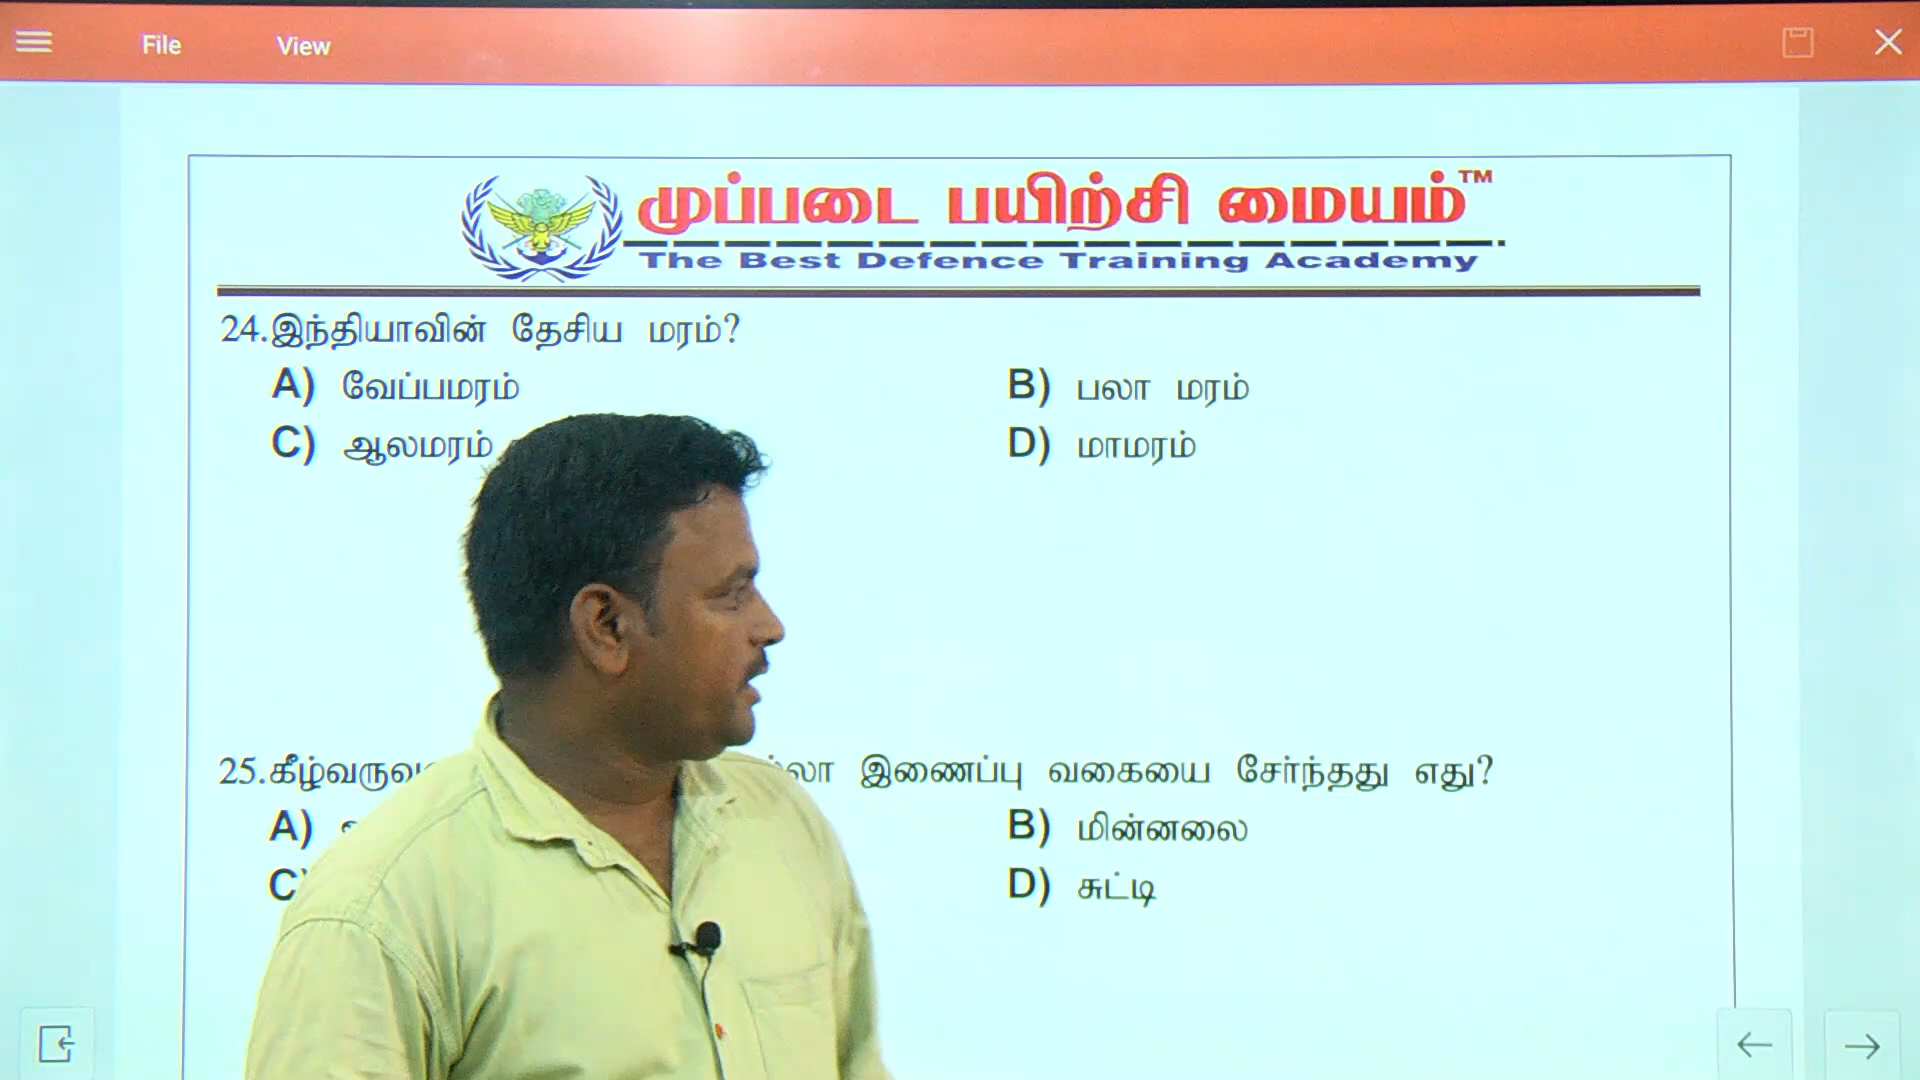 File View
முப்படை பயிற்சி மையம்™
The Best Defence Training Academy
24.இந்தியாவின் தேசிய மரம்?
A) வேப்பமரம் B) பலா மரம்
C) ஆலமரம் D) மாமரம்
25. இணைப்பு வகையை சேர்ந்தது எது?
A) B) மின்னலை
C) D) சுட்டி